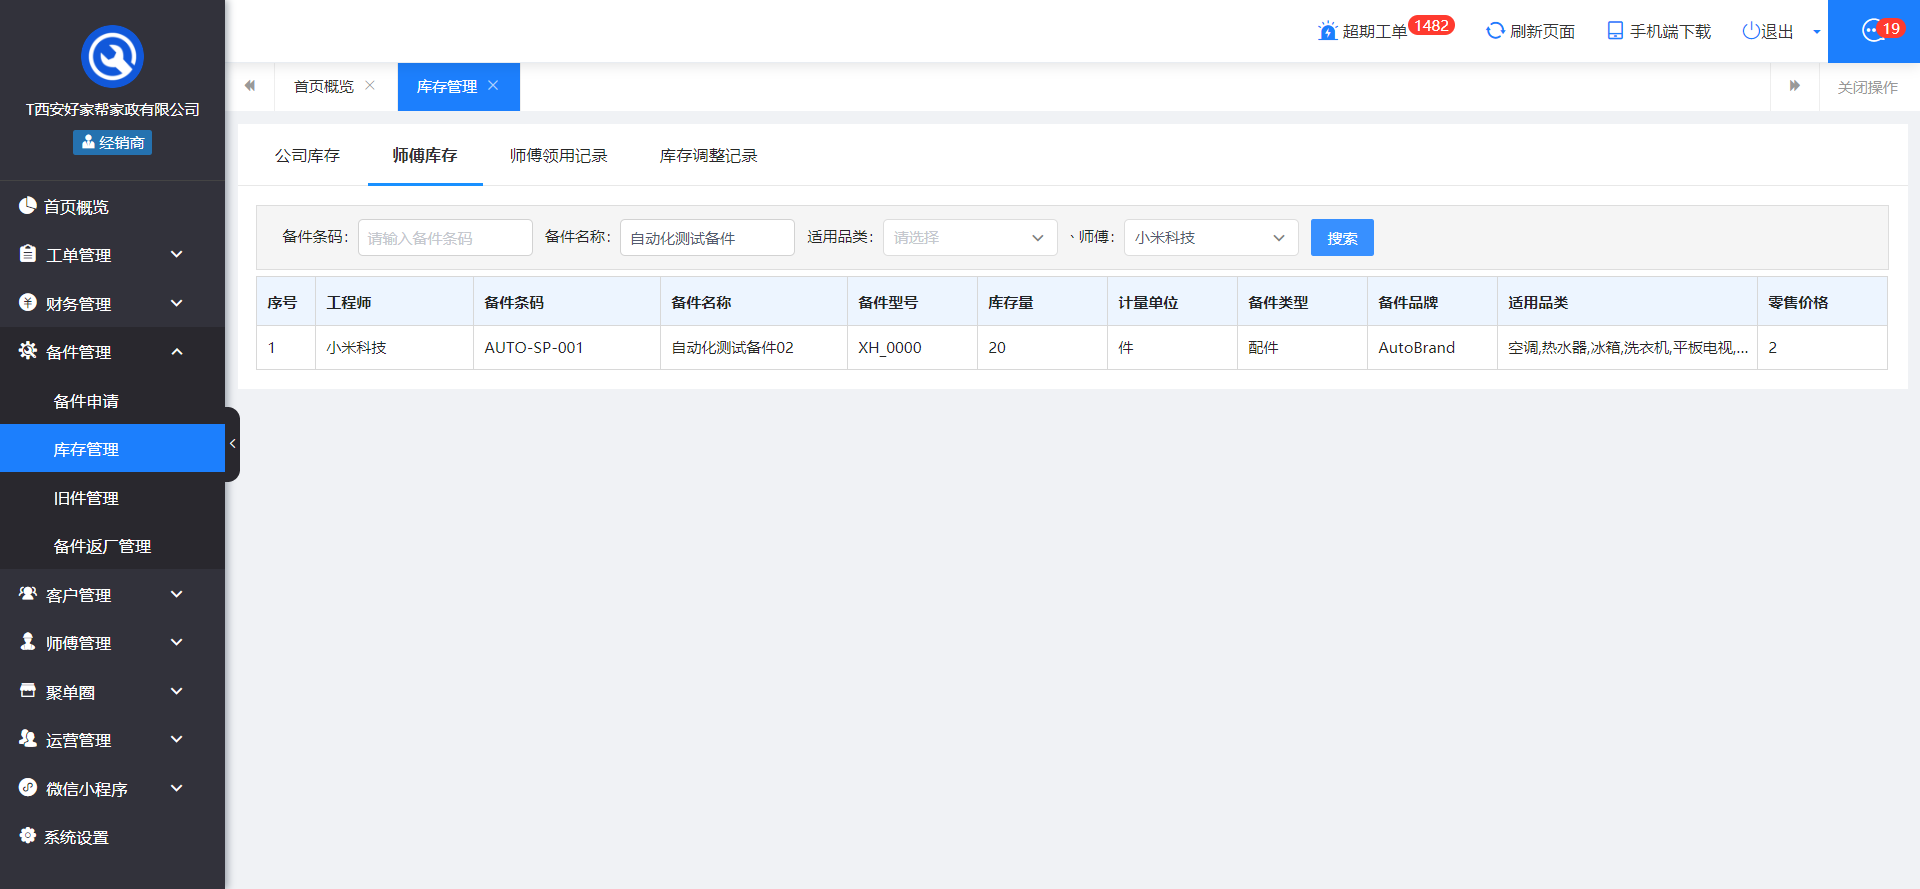 T西安好家帮家政有限公司
经销商
首页概览
工单管理
财务管理
备件管理
备件申请
库存管理
旧件管理
备件返厂管理
客户管理
师傅管理
聚单圈
运营管理
微信小程序
系统设置
超期工单 1482 刷新页面 手机端下载 退出 19
首页概览 库存管理 关闭操作
公司库存 师傅库存 师傅领用记录 库存调整记录
备件条码: 请输入备件条码 备件名称: 自动化测试备件 适用品类: 请选择 、师傅: 小米科技 搜索
序号 工程师 备件条码 备件名称 备件型号 库存量 计量单位 备件类型 备件品牌 适用品类 零售价格
1 小米科技 AUTO-SP-001 自动化测试备件02 XH_0000 20 件 配件 AutoBrand 空调,热水器,冰箱,洗衣机,平板电视,... 2